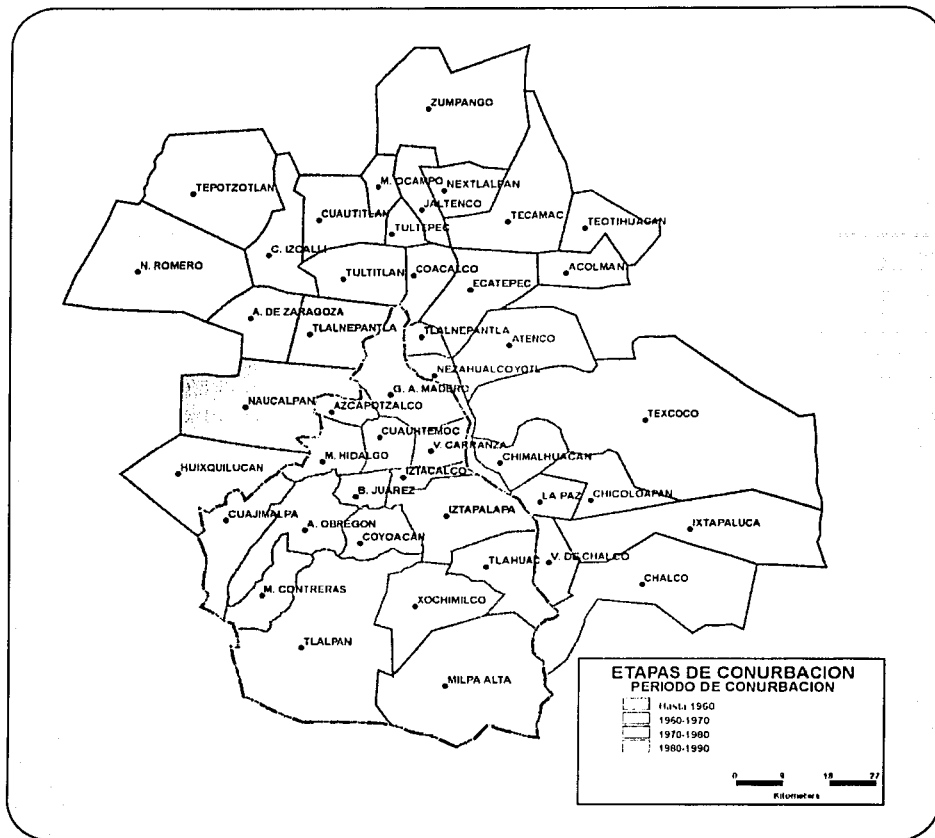 ZUMPANGO
TEPOTZOTLAN
M. OCAMPO
NEXTLALPAN
JALTENCO
CUAUTITLAN
TECAMAC
TEOTIHUACAN
TULTEPEC
C. IZCALLI
N. ROMERO
TULTITLAN
COACALCO
ACOLMAN
ECATEPEC
A. DE ZARAGOZA
TLALNEPANTLA
TLALNEPANTLA
ATENCO
NEZAHUALCOYOTL
G. A. MADERO
NAUCALPAN
AZCAPOTZALCO
TEXCOCO
CUAUHTEMOC
V. CARRANZA
M. HIDALGO
CHIMALHUACAN
HUIXQUILUCAN
IZTACALCO
B. JUAREZ
LA PAZ
CHICOLOAPAN
CUAJIMALPA
IZTAPALAPA
A. OBREGON
IXTAPALUCA
COYOACAN
TLAHUAC
V. DE CHALCO
CHALCO
M. CONTRERAS
XOCHIMILCO
TLALPAN
MILPA ALTA
ETAPAS DE CONURBACION
PERIODO DE CONURBACION
Hasta 1960
1960-1970
1970-1980
1980-1990
0 9 18 27
Kilometers